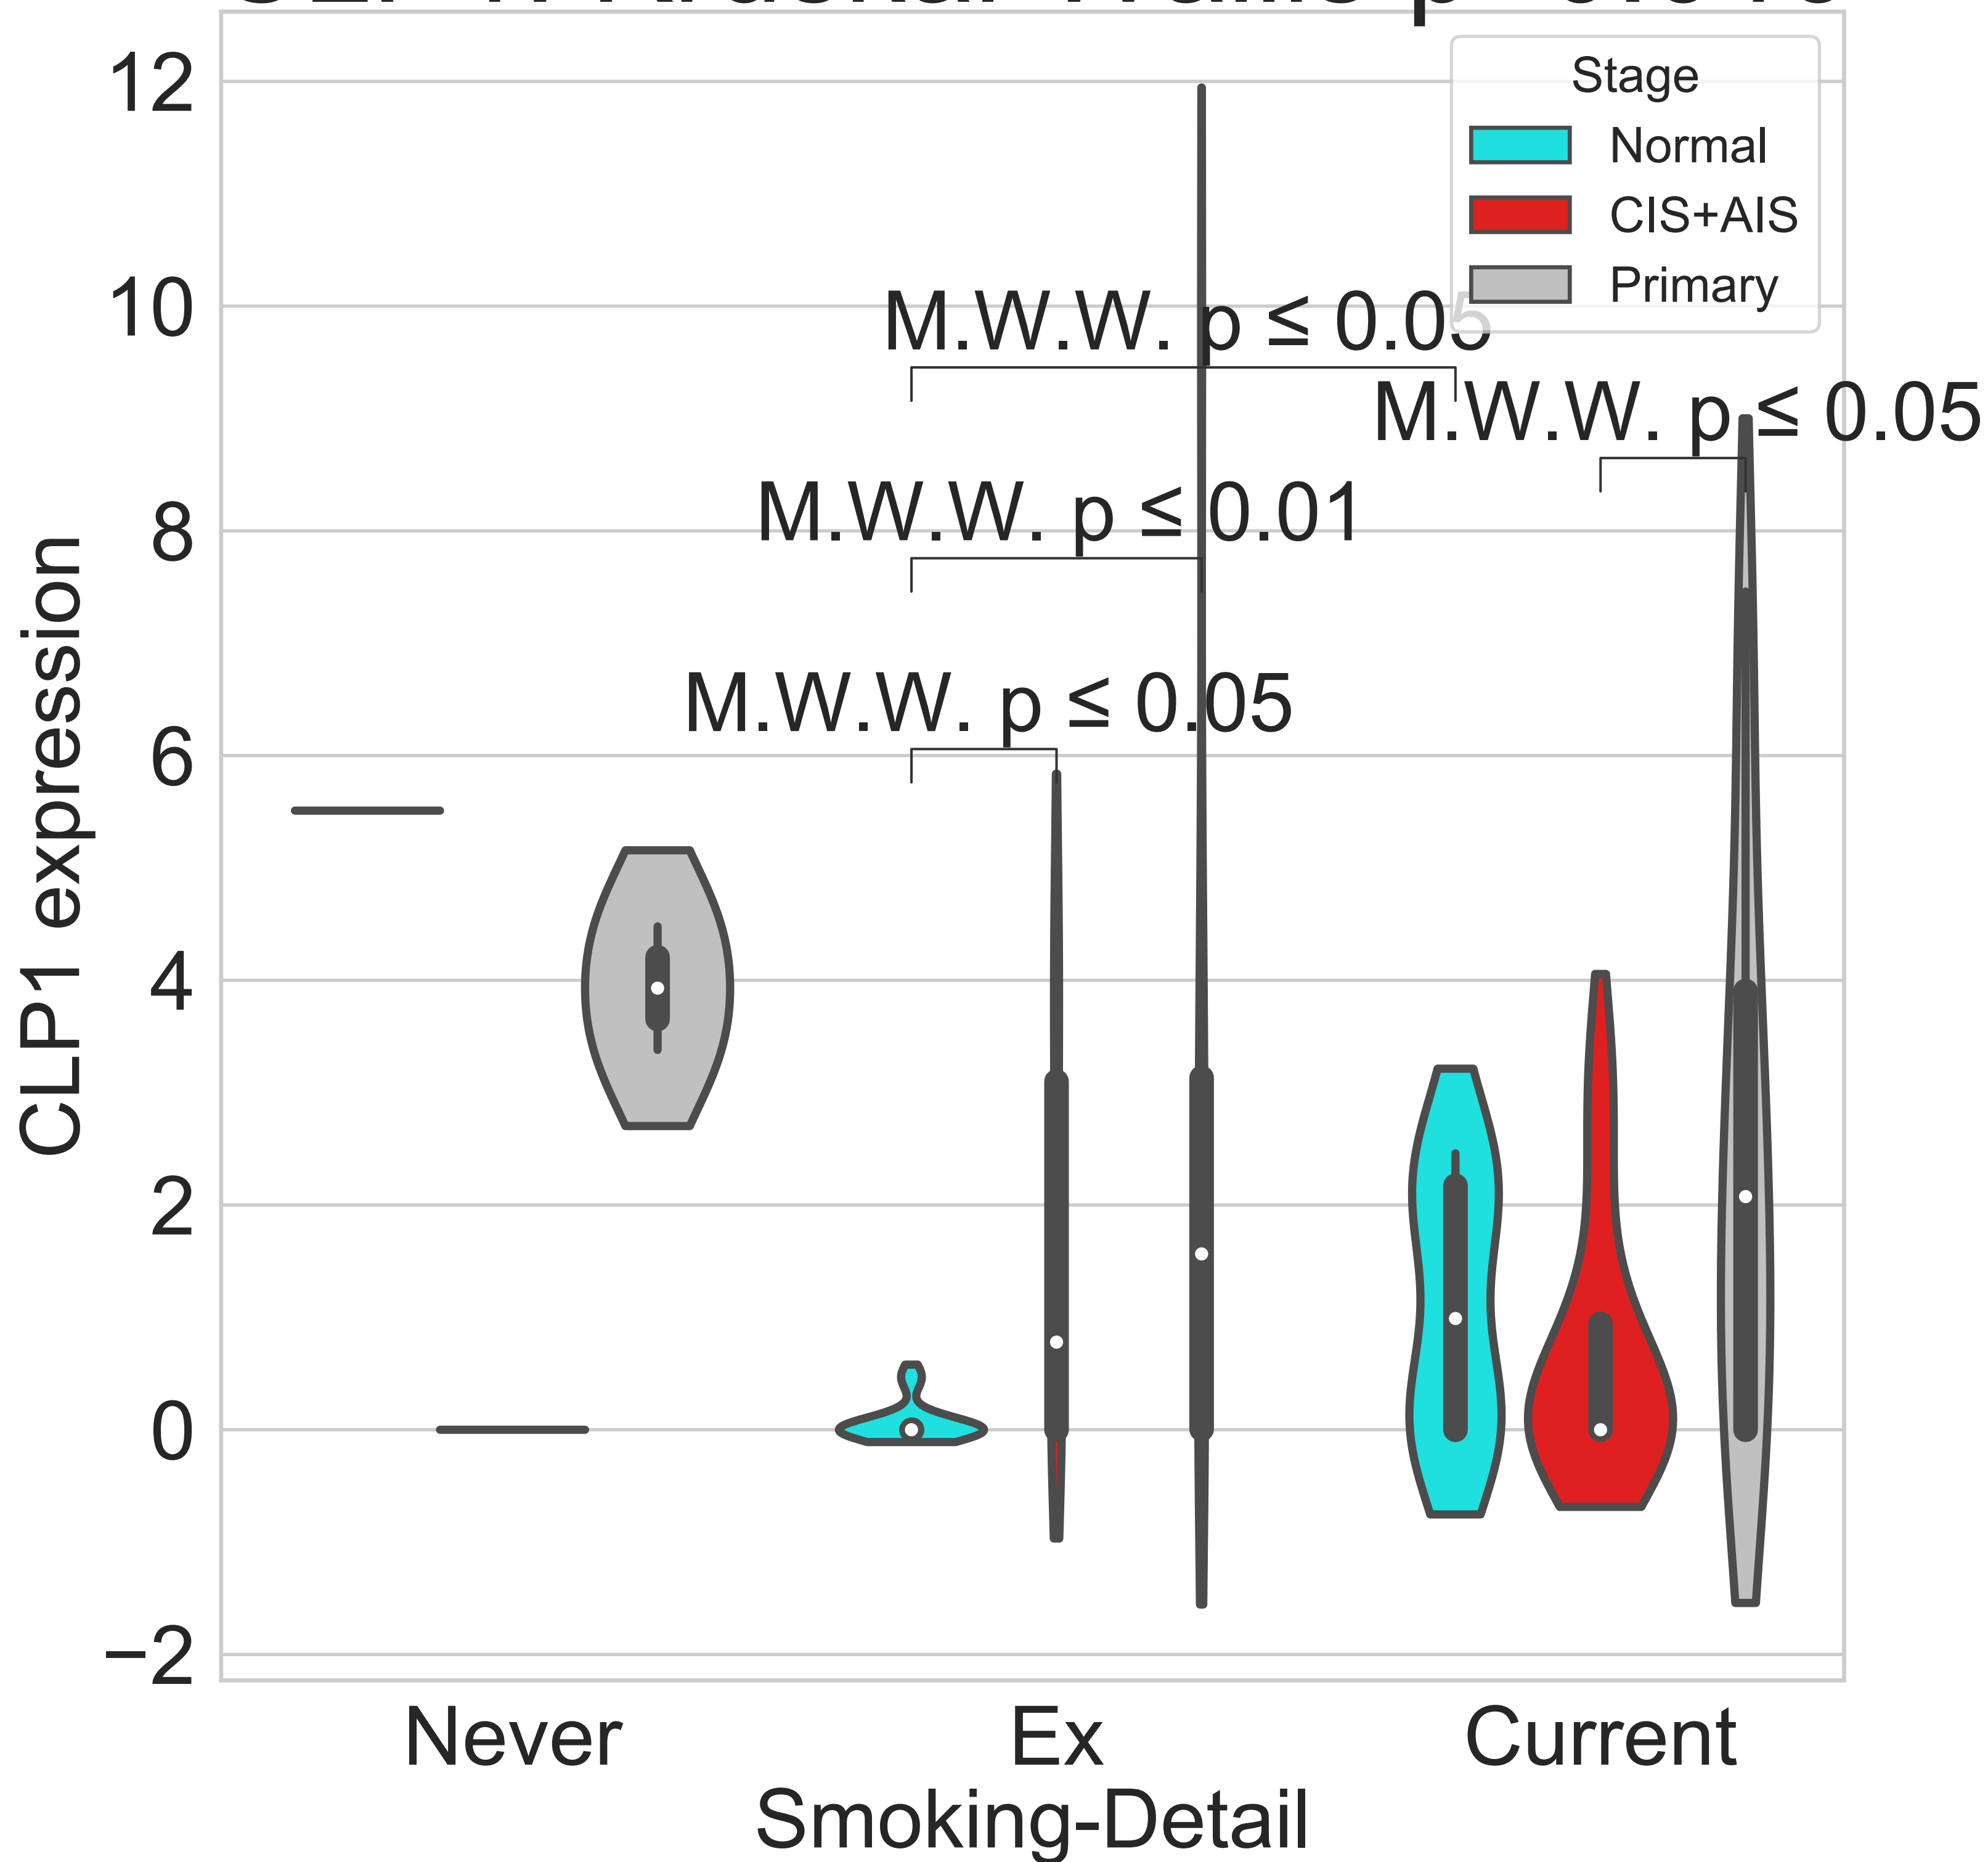 12
10
8
6
4
2
0
−2
CLP1 expression
Stage
Normal
CIS+AIS
Primary
M.W.W. p ≤ 0.05
M.W.W. p ≤ 0.05
M.W.W. p ≤ 0.01
M.W.W. p ≤ 0.05
Never
Ex
Current
Smoking-Detail